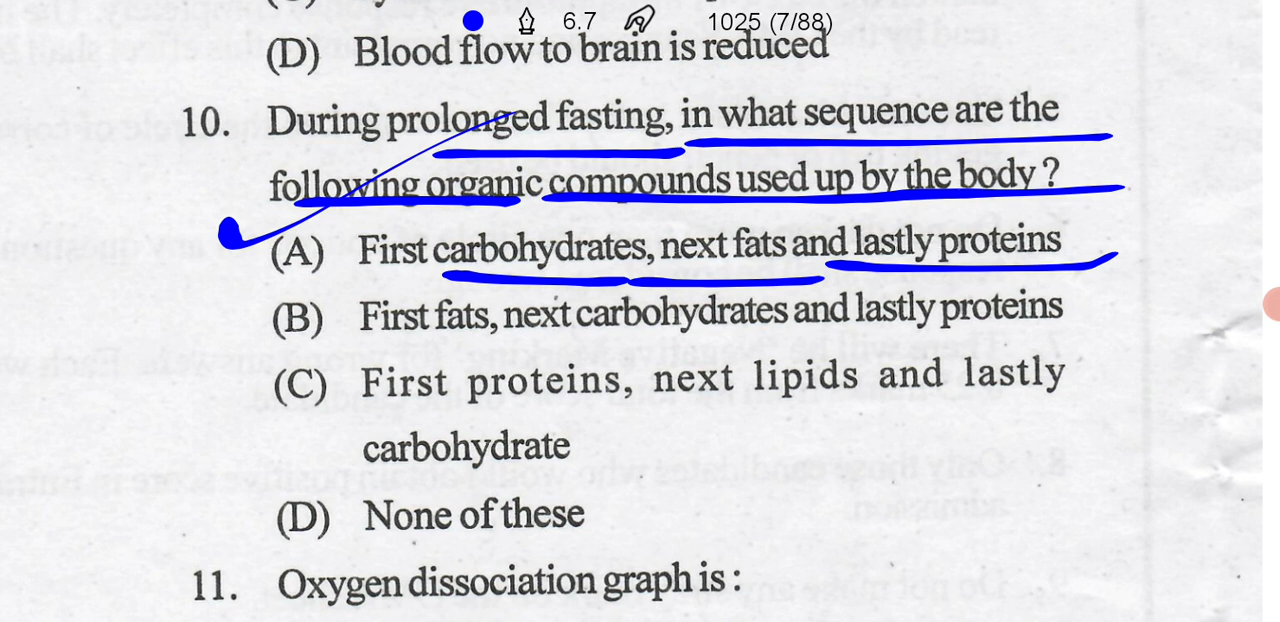 6.7 1025 (7/88)
(D) Blood flow to brain is reduced
10. During prolonged fasting, in what sequence are the
following organic compounds used up by the body ?
(A) First carbohydrates, next fats and lastly proteins
(B) First fats, next carbohydrates and lastly proteins
(C) First proteins, next lipids and lastly
carbohydrate
(D) None of these
11. Oxygen dissociation graph is :